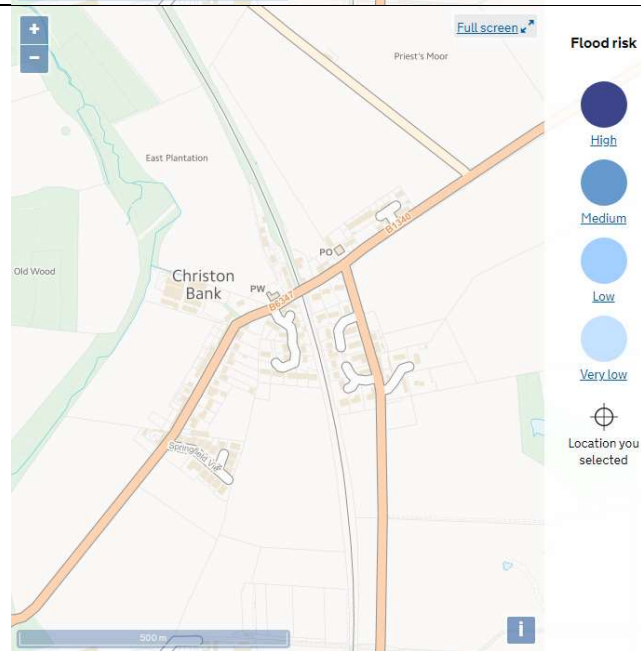 +
−
Full screen
Flood risk
Priest's Moor
High
East Plantation
Medium
B1340
PO
Old Wood
Christon
Bank
PW
B6347
Low
Very low
Location you
selected
Springfield View
500 m
i